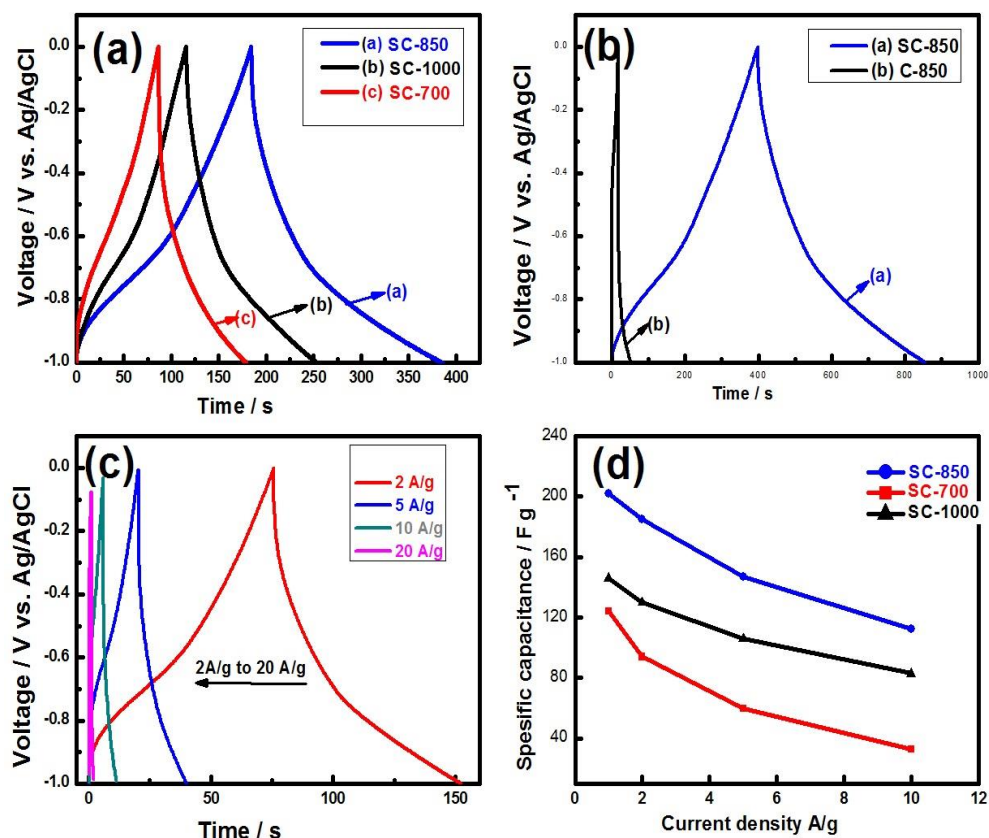 (a)
(a) SC-850
(b) SC-1000
(c) SC-700
Voltage / V vs. Ag/AgCl
0.0
-0.2
-0.4
-0.6
-0.8
-1.0
(a)
(b)
(c)
0 50 100 150 200 250 300 350 400
Time / s
(b)
(a) SC-850
(b) C-850
Voltage / V vs. Ag/AgCl
0.0
-0.2
-0.4
-0.6
-0.8
-1.0
(a)
(b)
0 200 400 600 800 1000
Time / s
(c)
2 A/g
5 A/g
10 A/g
20 A/g
Voltage / V vs. Ag/AgCl
0.0
-0.2
-0.4
-0.6
-0.8
-1.0
2A/g to 20 A/g
0 50 100 150
Time / s
(d)
SC-850
SC-700
SC-1000
Spesific capacitance / F g-1
240
200
160
120
80
40
0 2 4 6 8 10 12
Current density A/g